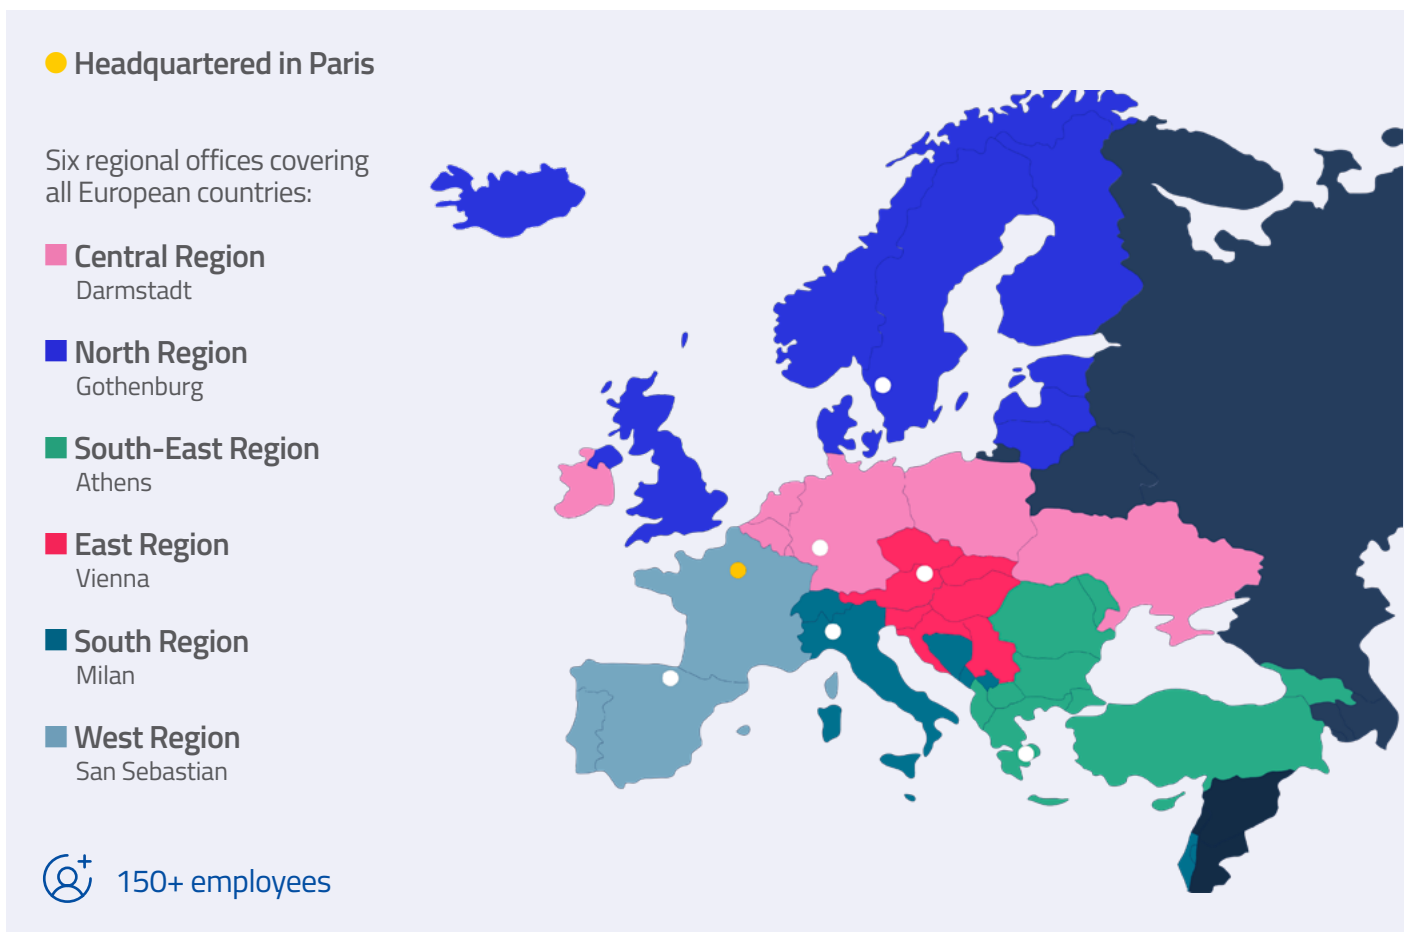 Headquartered in Paris
Six regional offices covering
all European countries:
Central Region
Darmstadt
North Region
Gothenburg
South-East Region
Athens
East Region
Vienna
South Region
Milan
West Region
San Sebastian
150+ employees